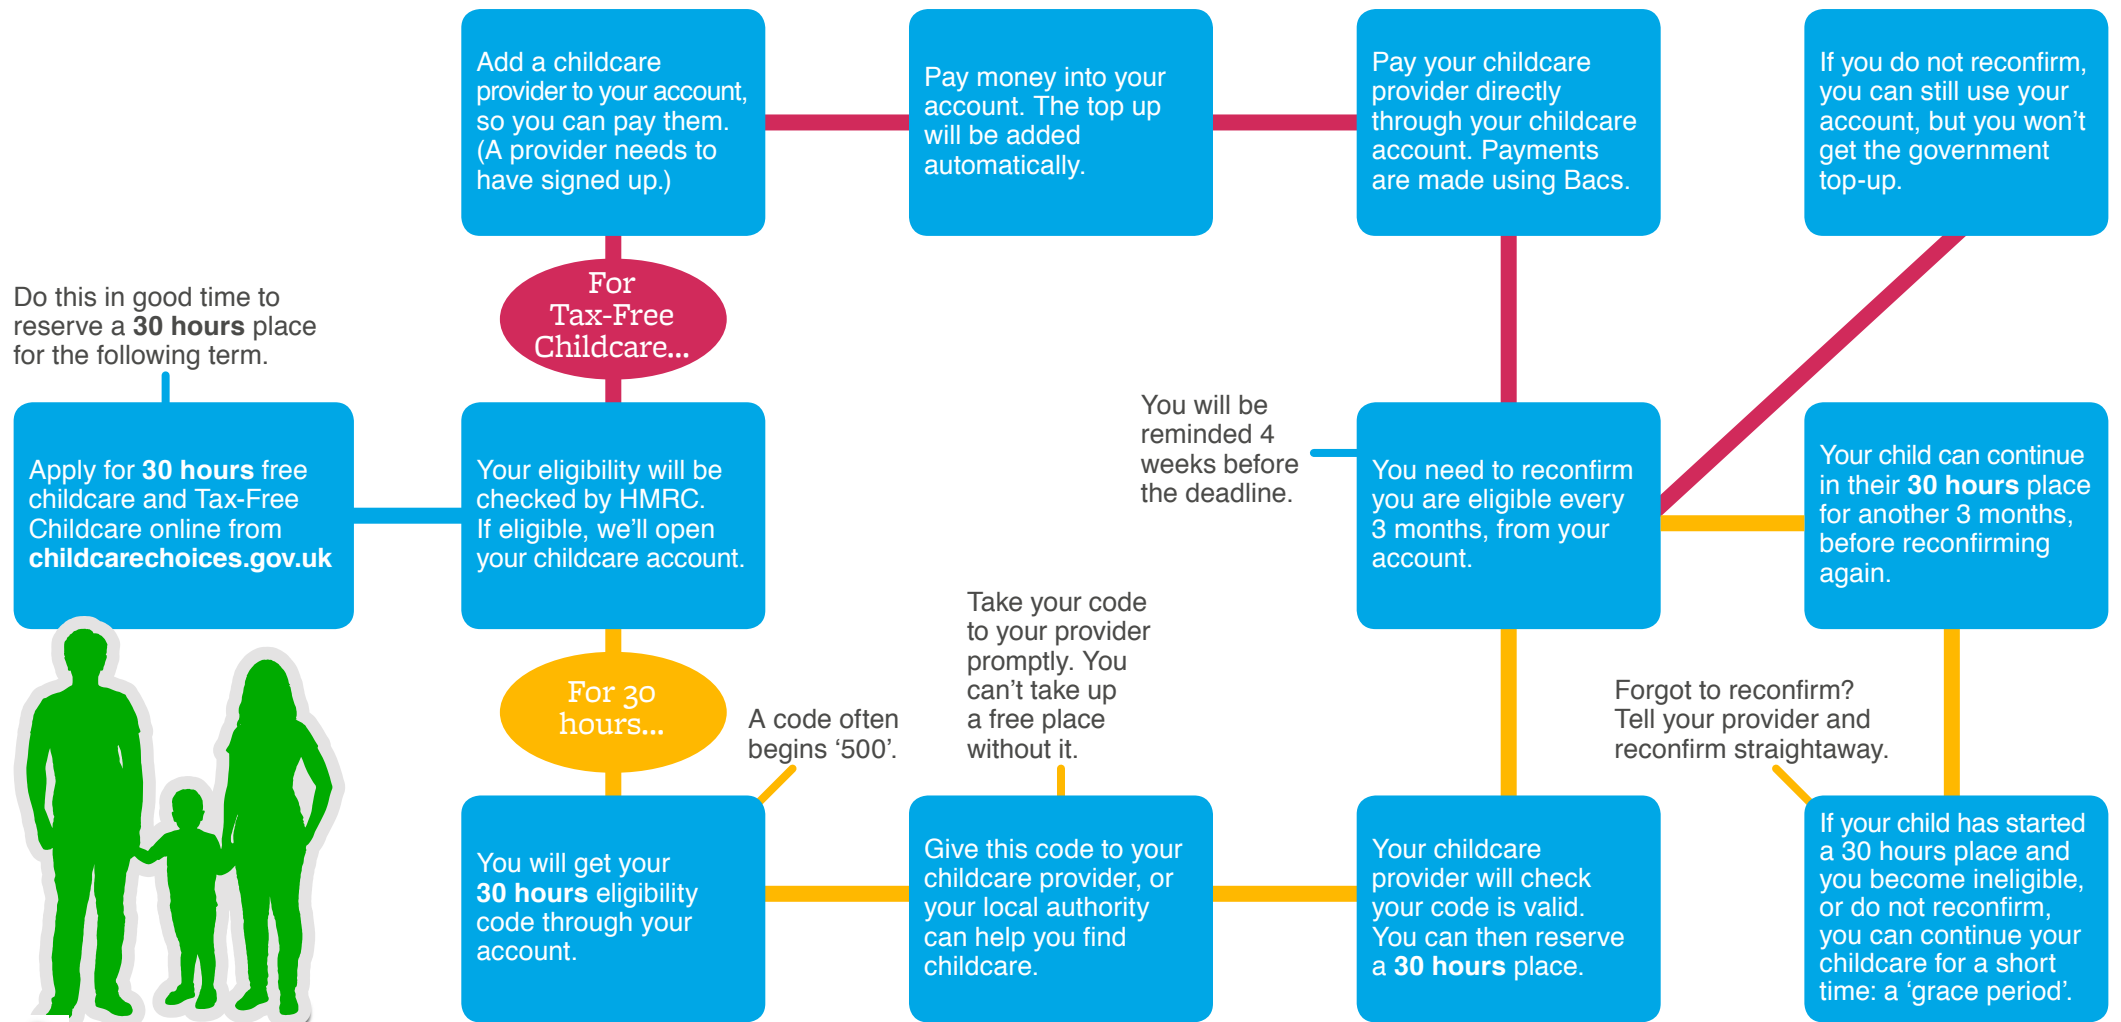 Add a childcare
provider to your account,
so you can pay them.
(A provider needs to
have signed up.)
Pay money into your
account. The top up
will be added
automatically.
Pay your childcare
provider directly
through your childcare
account. Payments
are made using Bacs.
If you do not reconfirm,
you can still use your
account, but you won’t
get the government
top-up.
For
Tax-Free
Childcare...
Do this in good time to
reserve a 30 hours place
for the following term.
Apply for 30 hours free
childcare and Tax-Free
Childcare online from
childcarechoices.gov.uk
Your eligibility will be
checked by HMRC.
If eligible, we’ll open
your childcare account.
You will be
reminded 4
weeks before
the deadline.
You need to reconfirm
you are eligible every
3 months, from your
account.
Your child can continue
in their 30 hours place
for another 3 months,
before reconfirming
again.
For 30
hours...
A code often
begins ‘500’.
Take your code
to your provider
promptly. You
can’t take up
a free place
without it.
Forgot to reconfirm?
Tell your provider and
reconfirm straightaway.
You will get your
30 hours eligibility
code through your
account.
Give this code to your
childcare provider, or
your local authority
can help you find
childcare.
Your childcare
provider will check
your code is valid.
You can then reserve
a 30 hours place.
If your child has started
a 30 hours place and
you become ineligible,
or do not reconfirm,
you can continue your
childcare for a short
time: a ‘grace period’.